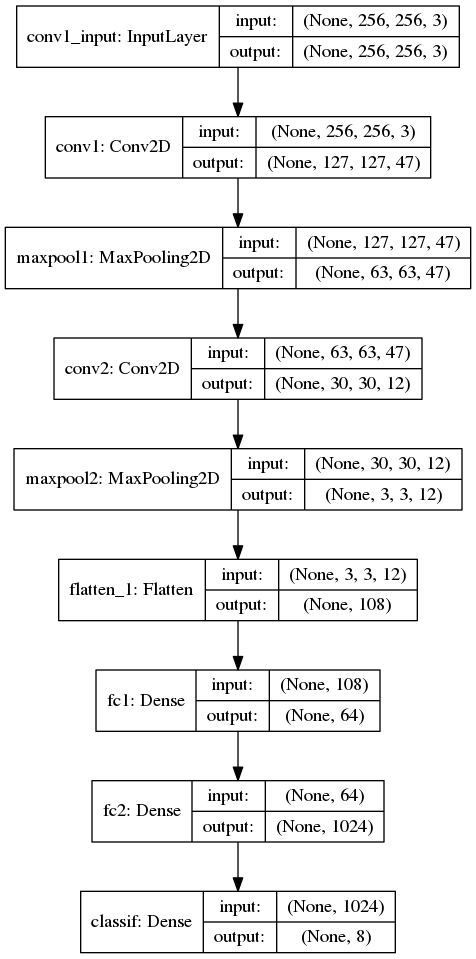 conv1_input: InputLayer
input: (None, 256, 256, 3)
output: (None, 256, 256, 3)
conv1: Conv2D
input: (None, 256, 256, 3)
output: (None, 127, 127, 47)
maxpool1: MaxPooling2D
input: (None, 127, 127, 47)
output: (None, 63, 63, 47)
conv2: Conv2D
input: (None, 63, 63, 47)
output: (None, 30, 30, 12)
maxpool2: MaxPooling2D
input: (None, 30, 30, 12)
output: (None, 3, 3, 12)
flatten_1: Flatten
input: (None, 3, 3, 12)
output: (None, 108)
fc1: Dense
input: (None, 108)
output: (None, 64)
fc2: Dense
input: (None, 64)
output: (None, 1024)
classif: Dense
input: (None, 1024)
output: (None, 8)